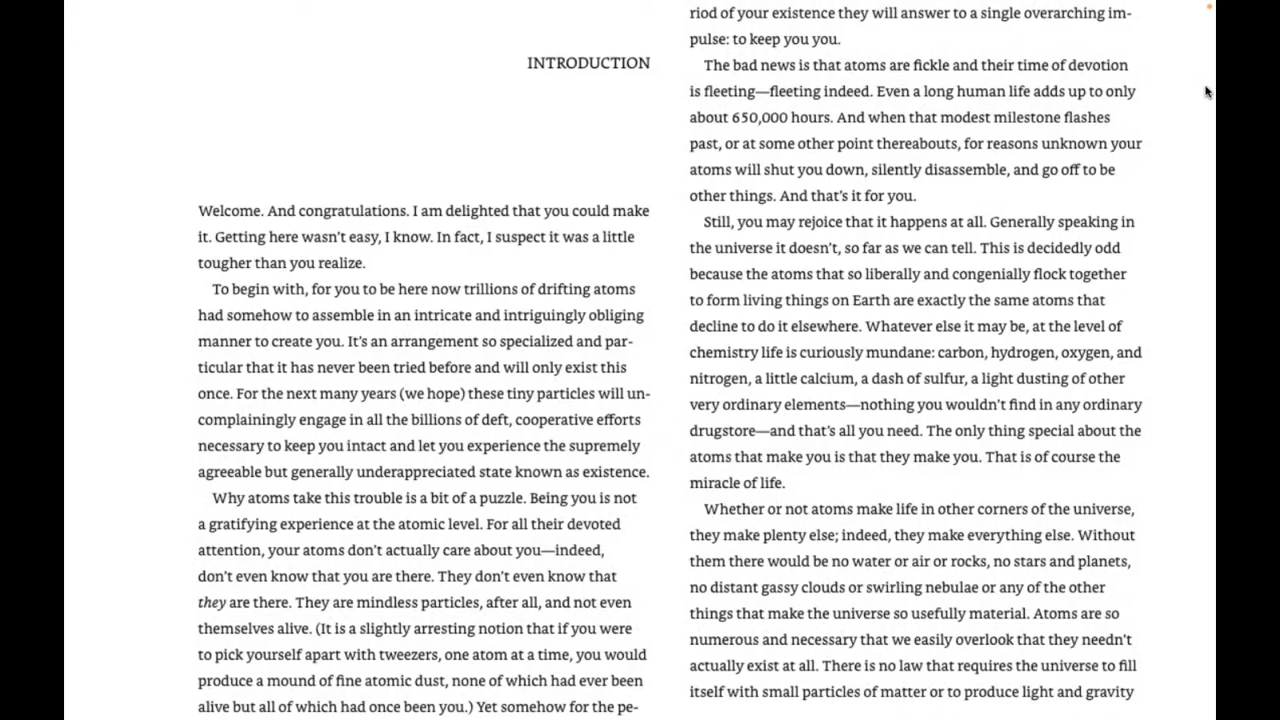 INTRODUCTION
Welcome. And congratulations. I am delighted that you could make
it. Getting here wasn't easy, I know. In fact, I suspect it was a little
tougher than you realize.
To begin with, for you to be here now trillions of drifting atoms
had somehow to assemble in an intricate and intriguingly obliging
manner to create you. It's an arrangement so specialized and par-
ticular that it has never been tried before and will only exist this
once. For the next many years (we hope) these tiny particles will un-
complainingly engage in all the billions of deft, cooperative efforts
necessary to keep you intact and let you experience the supremely
agreeable but generally underappreciated state known as existence.
Why atoms take this trouble is a bit of a puzzle. Being you is not
a gratifying experience at the atomic level. For all their devoted
attention, your atoms don't actually care about you—indeed,
don't even know that you are there. They don't even know that
they are there. They are mindless particles, after all, and not even
themselves alive. (It is a slightly arresting notion that if you were
to pick yourself apart with tweezers, one atom at a time, you would
produce a mound of fine atomic dust, none of which had ever been
alive but all of which had once been you.) Yet somehow for the pe-
riod of your existence they will answer to a single overarching im-
pulse: to keep you you.
The bad news is that atoms are fickle and their time of devotion
is fleeting—fleeting indeed. Even a long human life adds up to only
about 650,000 hours. And when that modest milestone flashes
past, or at some other point thereabouts, for reasons unknown your
atoms will shut you down, silently disassemble, and go off to be
other things. And that's it for you.
Still, you may rejoice that it happens at all. Generally speaking in
the universe it doesn't, so far as we can tell. This is decidedly odd
because the atoms that so liberally and congenially flock together
to form living things on Earth are exactly the same atoms that
decline to do it elsewhere. Whatever else it may be, at the level of
chemistry life is curiously mundane: carbon, hydrogen, oxygen, and
nitrogen, a little calcium, a dash of sulfur, a light dusting of other
very ordinary elements—nothing you wouldn't find in any ordinary
drugstore—and that's all you need. The only thing special about the
atoms that make you is that they make you. That is of course the
miracle of life.
Whether or not atoms make life in other corners of the universe,
they make plenty else; indeed, they make everything else. Without
them there would be no water or air or rocks, no stars and planets,
no distant gassy clouds or swirling nebulae or any of the other
things that make the universe so usefully material. Atoms are so
numerous and necessary that we easily overlook that they needn't
actually exist at all. There is no law that requires the universe to fill
itself with small particles of matter or to produce light and gravity